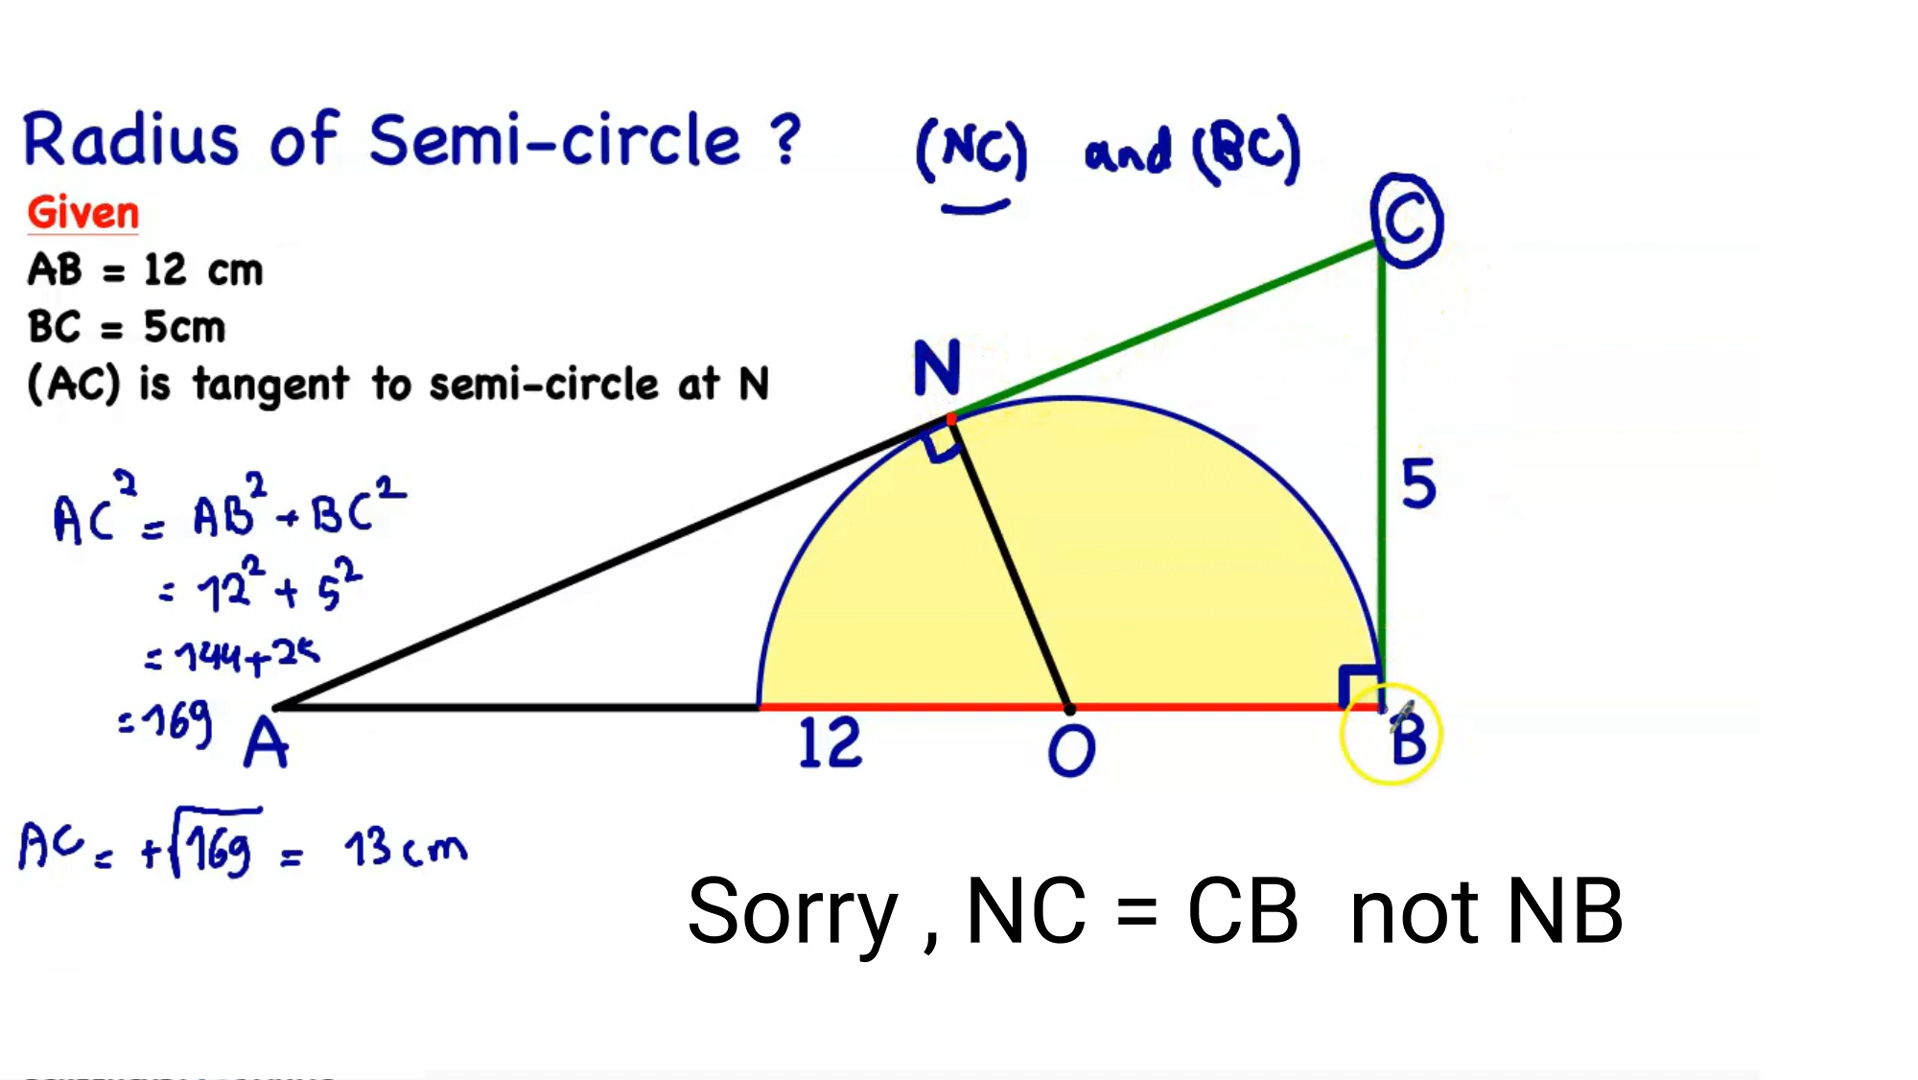 Radius of Semi-circle ?
(NC) and (BC)
Given
AB = 12 cm
BC = 5cm
(AC) is tangent to semi-circle at N
C
N
5
AC² = AB² + BC²
= 12² + 5²
= 144+25
= 169
A
12
O
B
AC = +√169 = 13 cm
Sorry , NC = CB not NB